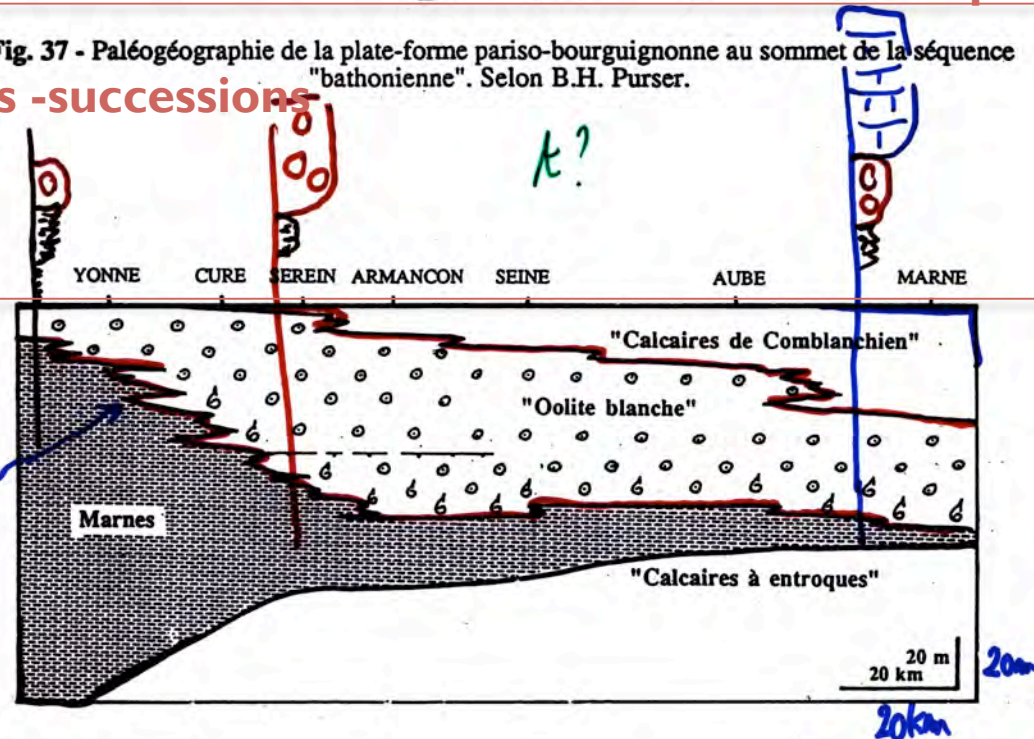 ig. 37 - Paléogéographie de la plate-forme pariso-bourguignonne au sommet de la séquence
"bathonienne". Selon B.H. Purser.
s -successions
t?
YONNE CURE SEREIN ARMANCON SEINE AUBE MARNE
"Calcaires de Comblanchien"
"Oolite blanche"
Marnes
"Calcaires à entroques"
20 m
20 km
20m
20km